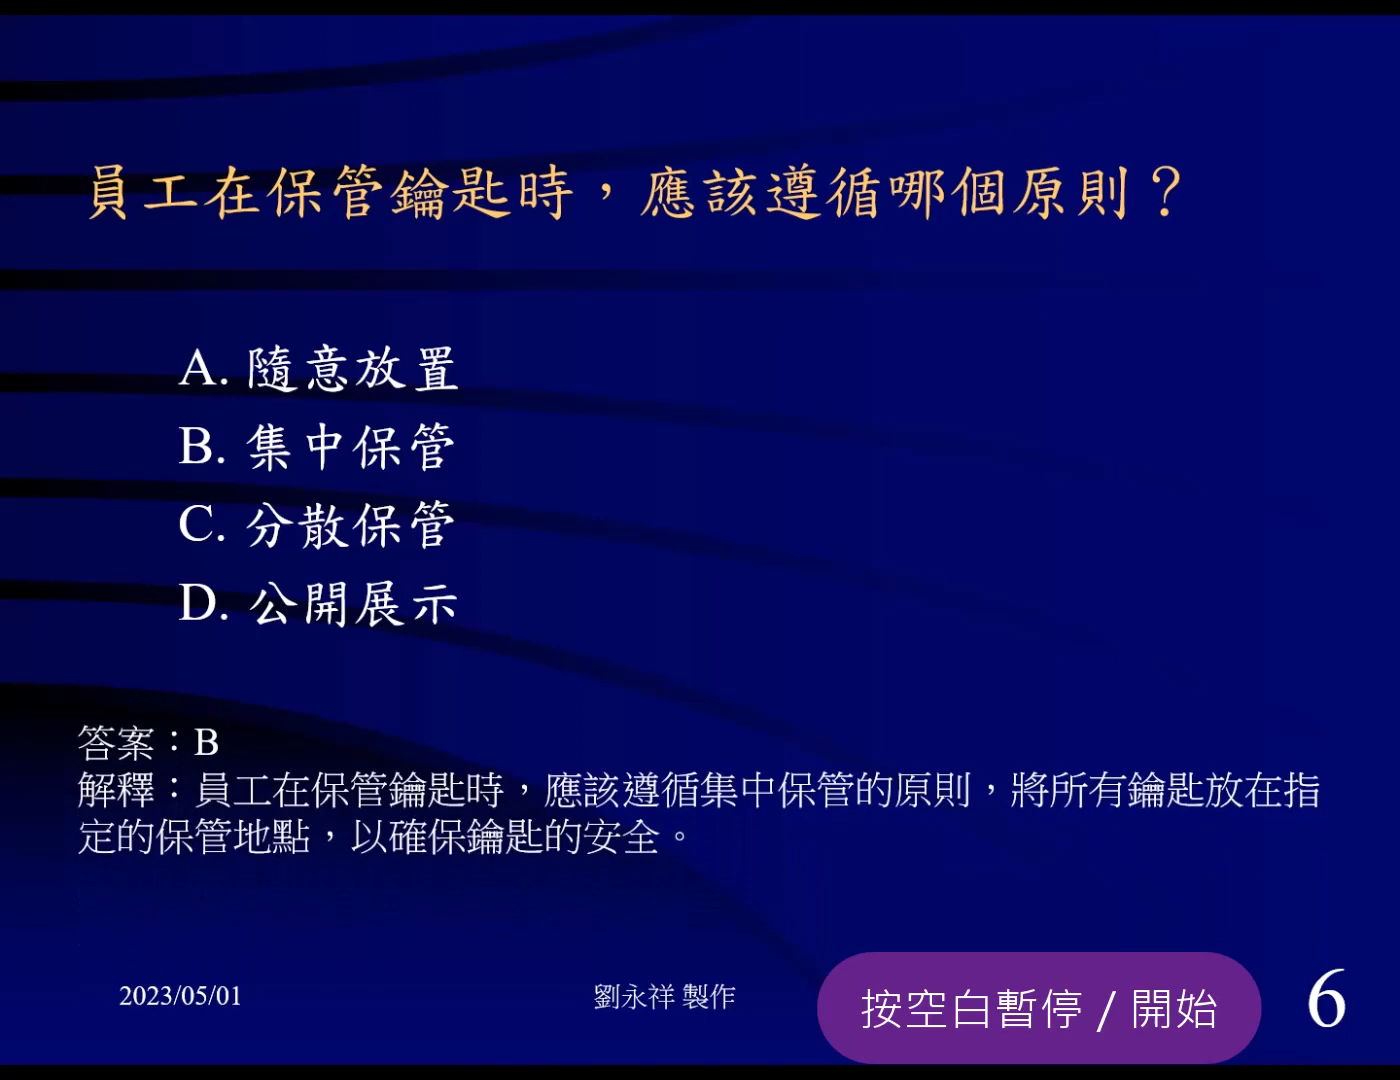 員工在保管鑰匙時，應該遵循哪個原則？
A. 隨意放置
B. 集中保管
C. 分散保管
D. 公開展示
答案：B
解釋：員工在保管鑰匙時，應該遵循集中保管的原則，將所有鑰匙放在指
定的保管地點，以確保鑰匙的安全。
2023/05/01
劉永祥 製作
按空白暫停 / 開始
6